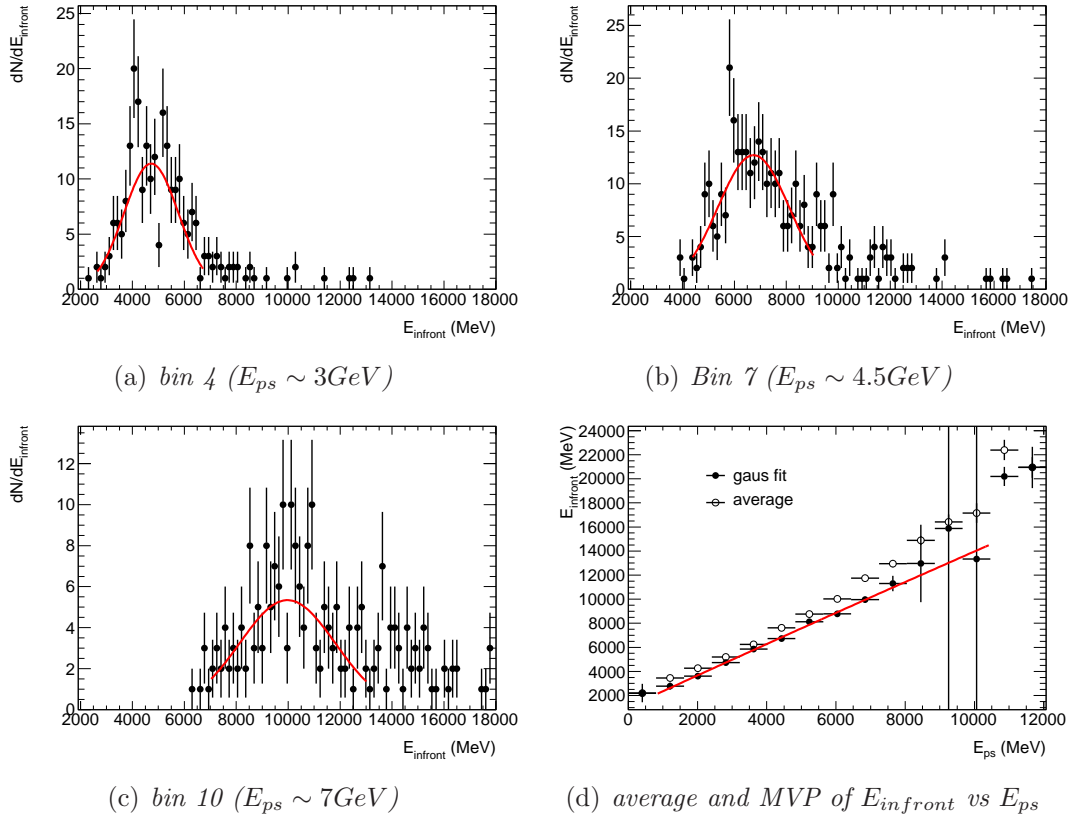 dN/dE_infront
25
20
15
10
5
0
2000 4000 6000 8000 10000 12000 14000 16000 18000
E_infront (MeV)
(a) bin 4 (E_ps ∼ 3GeV)
dN/dE_infront
25
20
15
10
5
0
2000 4000 6000 8000 10000 12000 14000 16000 18000
E_infront (MeV)
(b) Bin 7 (E_ps ∼ 4.5GeV)
dN/dE_infront
12
10
8
6
4
2
0
2000 4000 6000 8000 10000 12000 14000 16000 18000
E_infront (MeV)
(c) bin 10 (E_ps ∼ 7GeV)
E_infront (MeV)
24000
22000
20000
18000
16000
14000
12000
10000
8000
6000
4000
2000
gaus fit
average
0 2000 4000 6000 8000 10000 12000
E_ps (MeV)
(d) average and MVP of E_infront vs E_ps